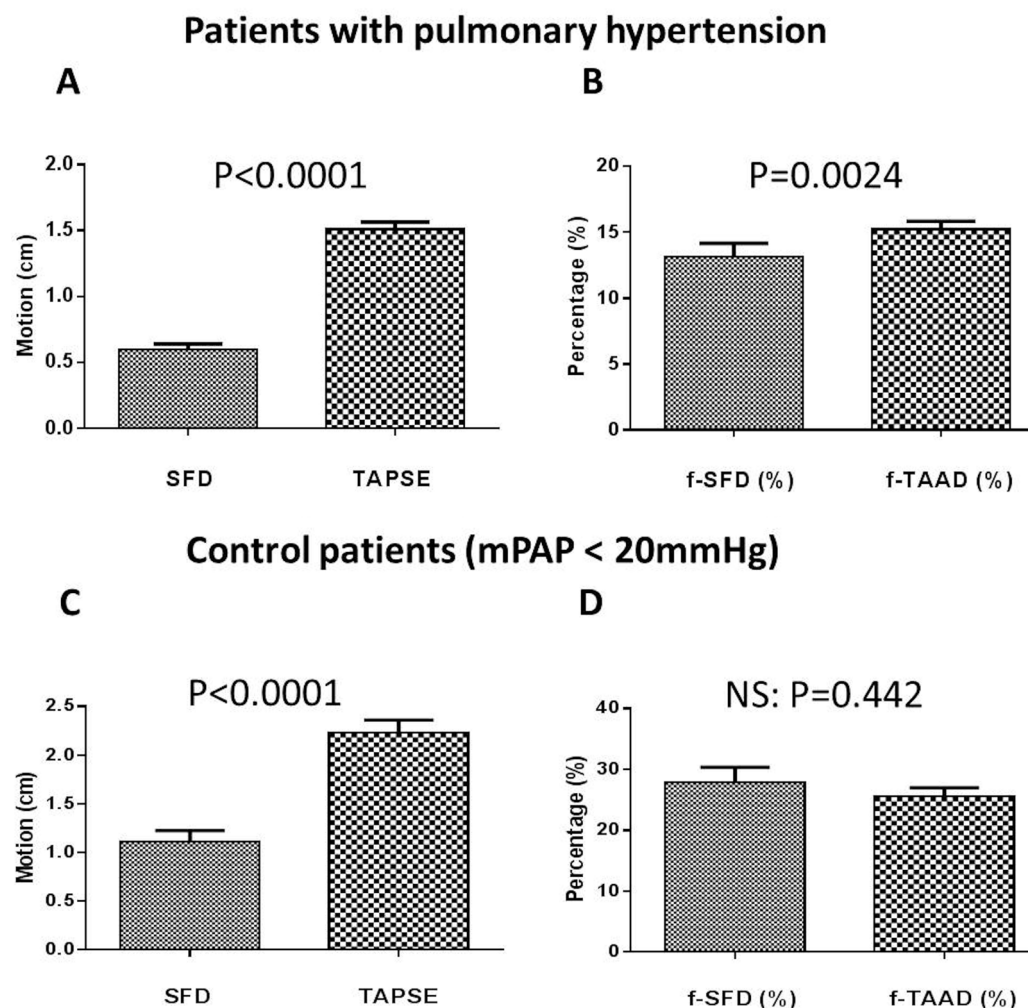 Patients with pulmonary hypertension
A
B
P<0.0001
P=0.0024
Motion (cm)
2.0
1.5
1.0
0.5
0.0
SFD
TAPSE
Percentage (%)
20
15
10
5
0
f-SFD (%)
f-TAAD (%)
Control patients (mPAP < 20mmHg)
C
D
P<0.0001
NS: P=0.442
Motion (cm)
2.5
2.0
1.5
1.0
0.5
0.0
SFD
TAPSE
Percentage (%)
40
30
20
10
0
f-SFD (%)
f-TAAD (%)